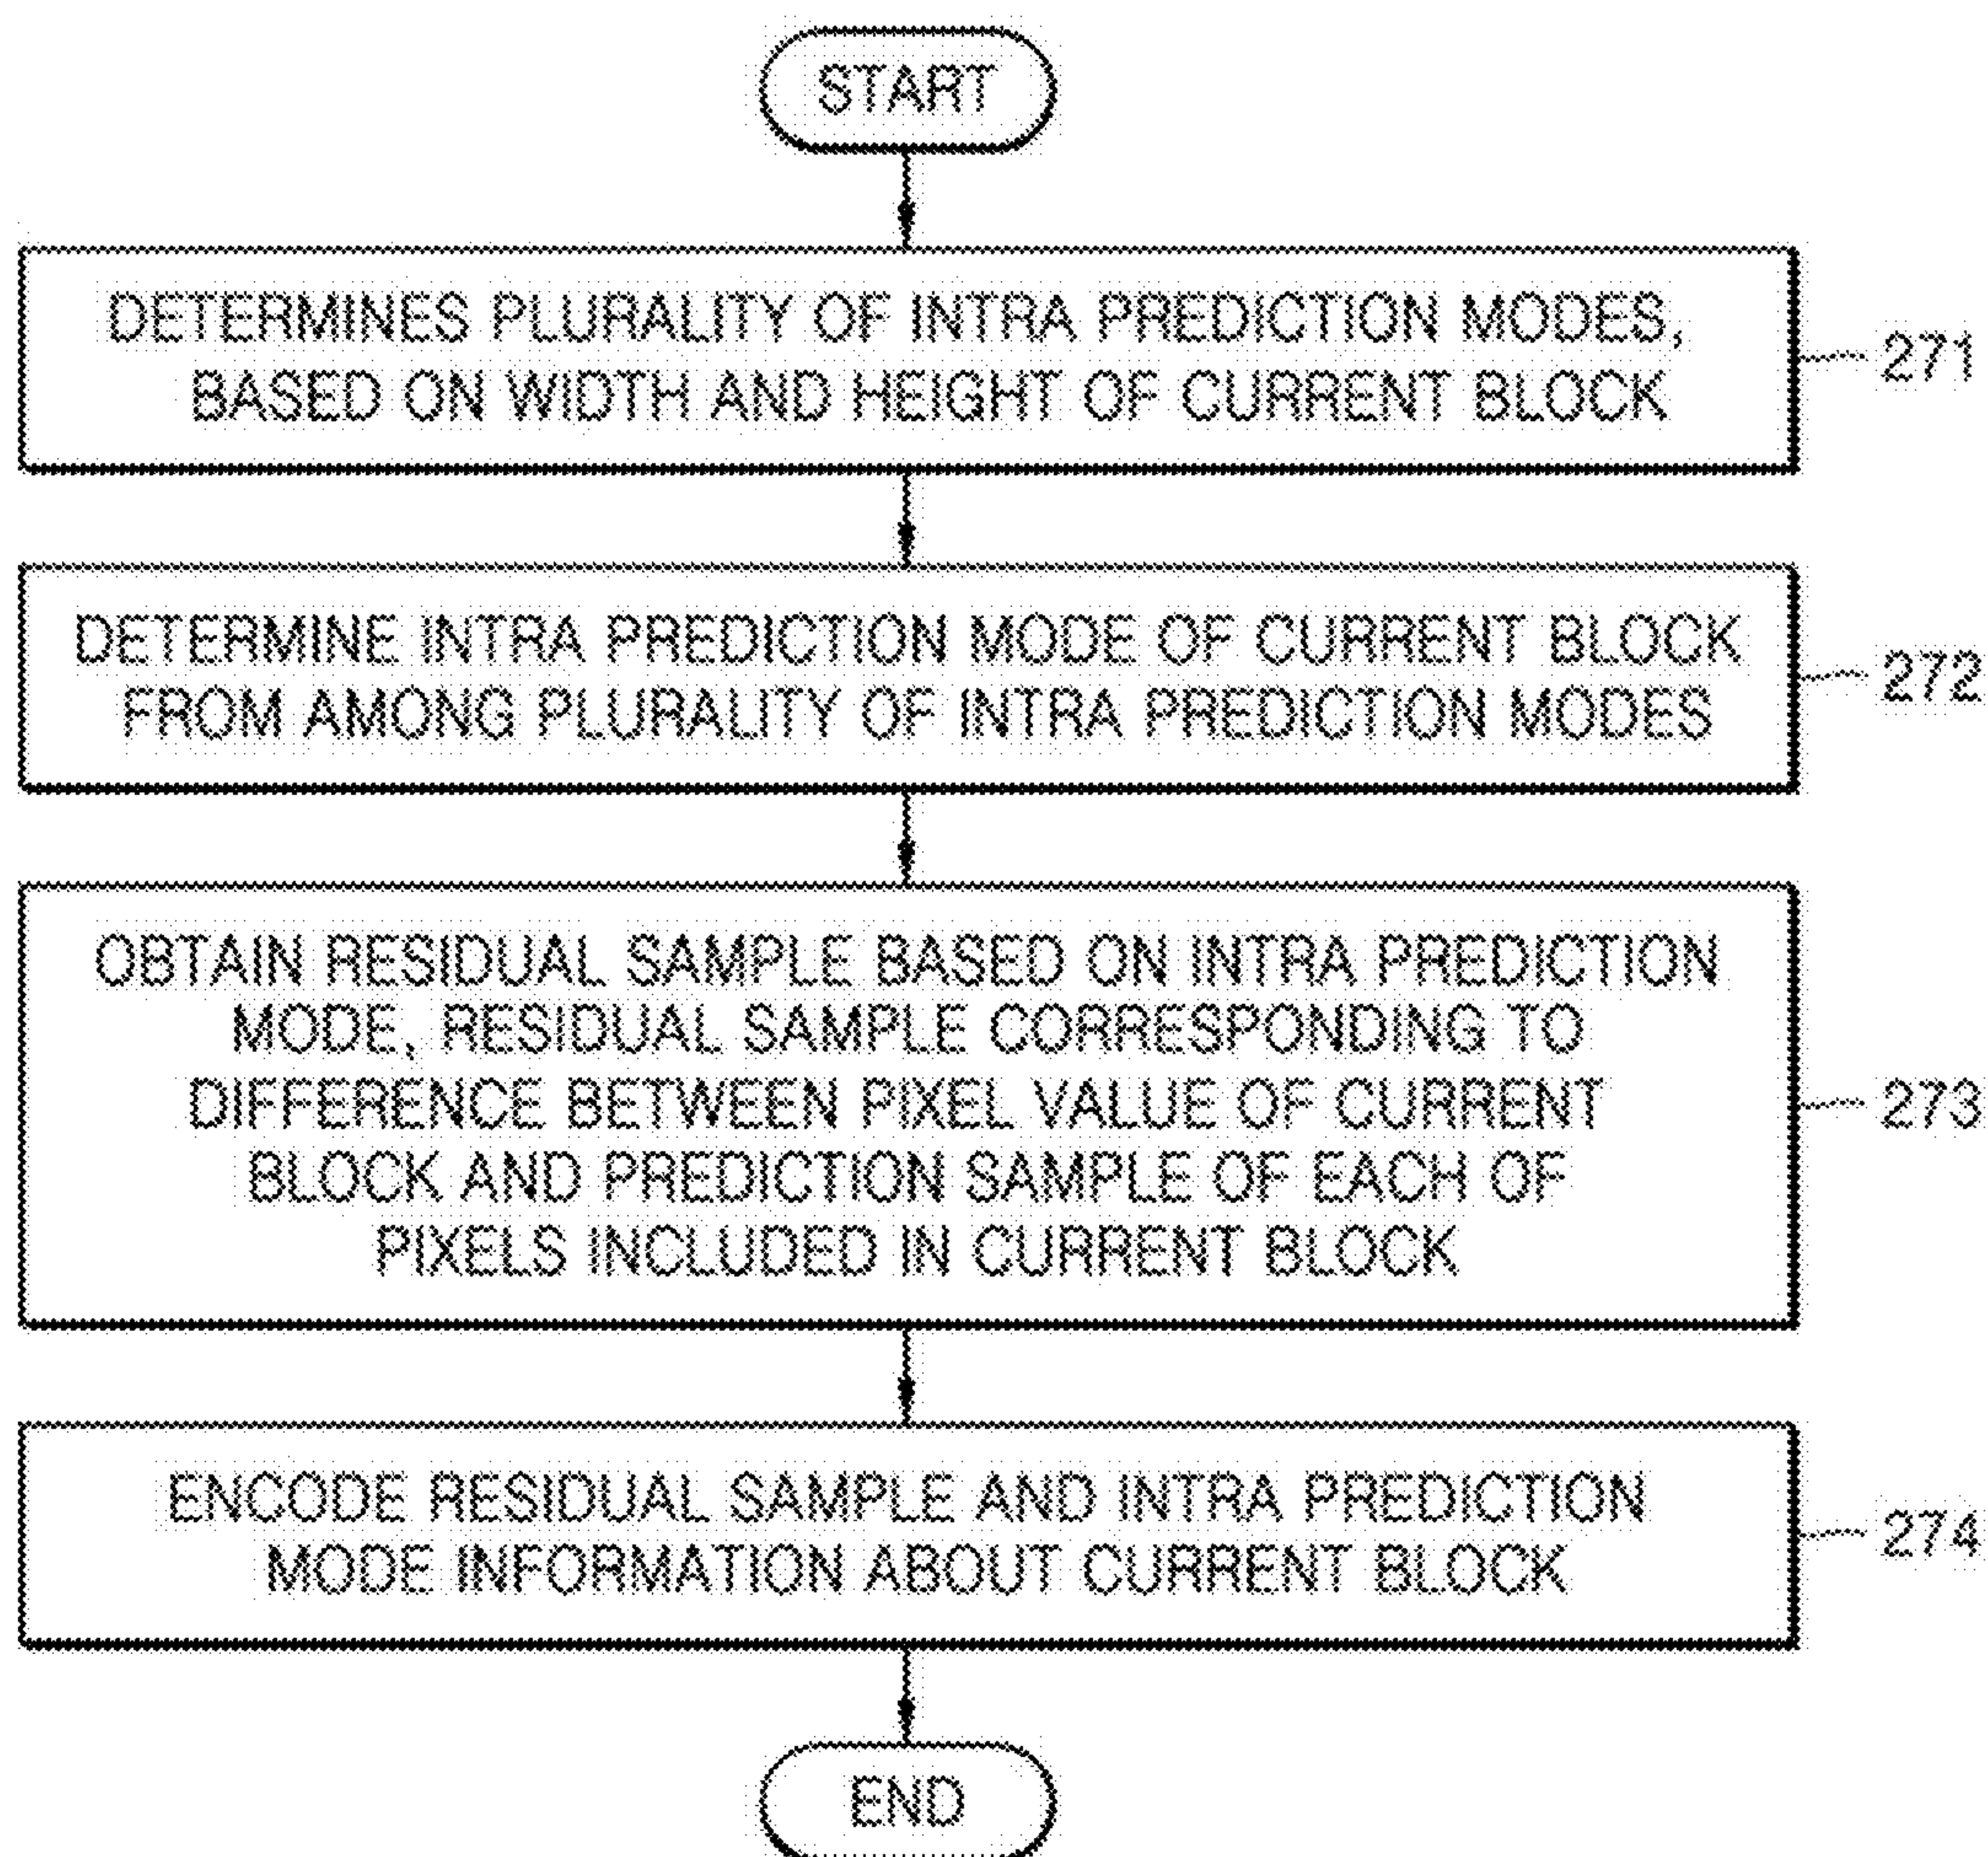 START
DETERMINES PLURALITY OF INTRA PREDICTION MODES,
BASED ON WIDTH AND HEIGHT OF CURRENT BLOCK
271
DETERMINE INTRA PREDICTION MODE OF CURRENT BLOCK
FROM AMONG PLURALITY OF INTRA PREDICTION MODES
272
OBTAIN RESIDUAL SAMPLE BASED ON INTRA PREDICTION
MODE, RESIDUAL SAMPLE CORRESPONDING TO
DIFFERENCE BETWEEN PIXEL VALUE OF CURRENT
BLOCK AND PREDICTION SAMPLE OF EACH OF
PIXELS INCLUDED IN CURRENT BLOCK
273
ENCODE RESIDUAL SAMPLE AND INTRA PREDICTION
MODE INFORMATION ABOUT CURRENT BLOCK
274
END